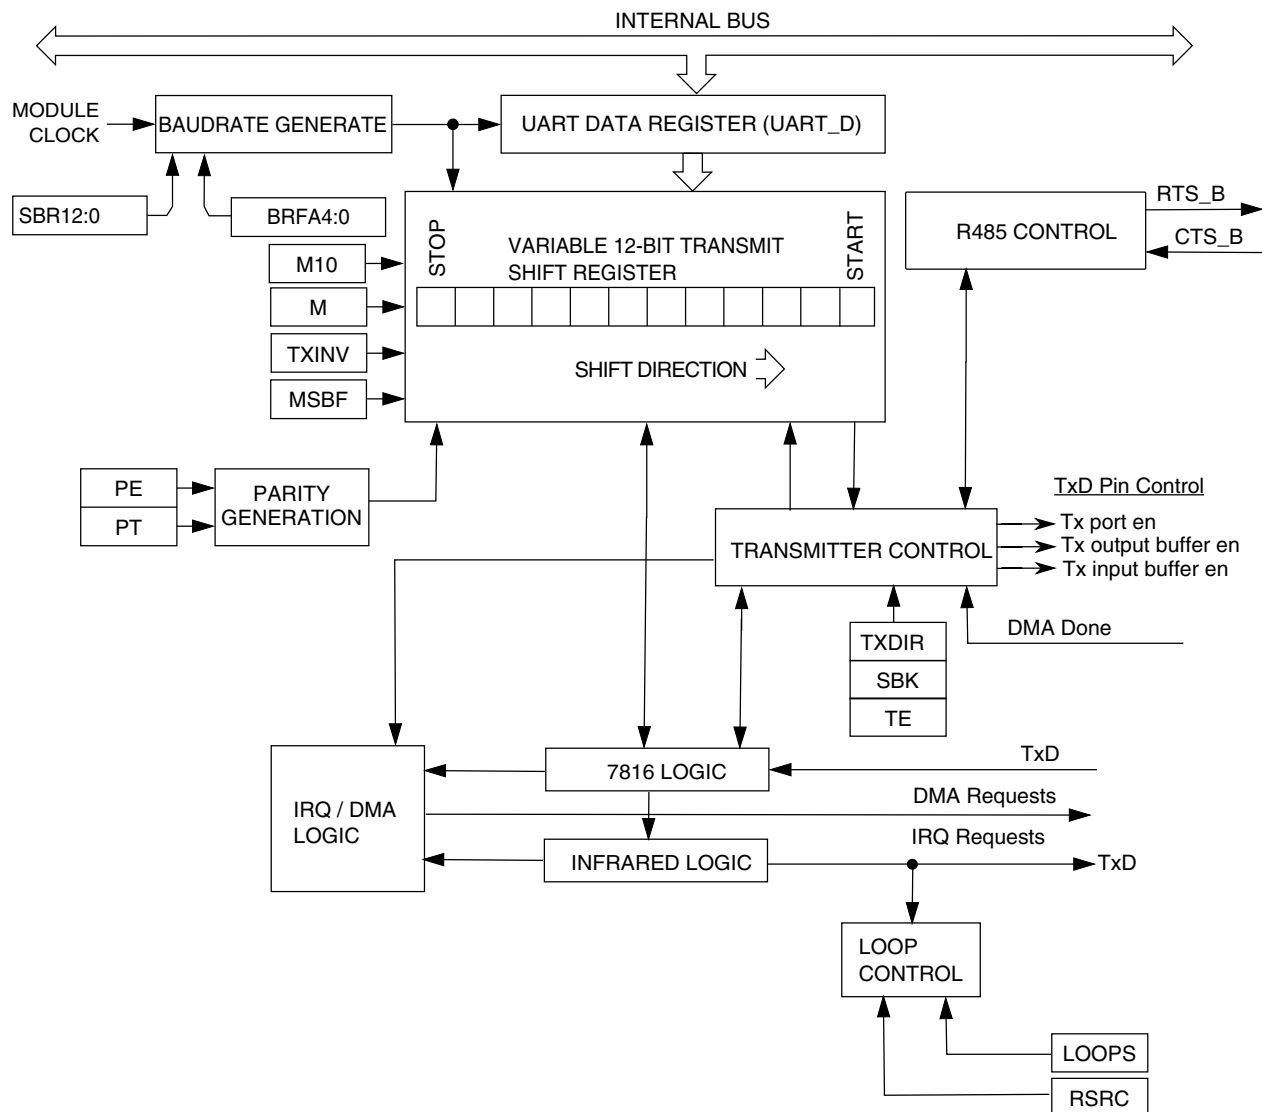 INTERNAL BUS
MODULE
CLOCK
BAUDRATE GENERATE
UART DATA REGISTER (UART_D)
SBR12:0
BRFA4:0
STOP
VARIABLE 12-BIT TRANSMIT
SHIFT REGISTER
START
R485 CONTROL
RTS_B
CTS_B
M10
M
TXINV
MSBF
SHIFT DIRECTION
PE
PT
PARITY
GENERATION
TRANSMITTER CONTROL
TxD Pin Control
Tx port en
Tx output buffer en
Tx input buffer en
DMA Done
TXDIR
SBK
TE
IRQ / DMA
LOGIC
7816 LOGIC
TxD
DMA Requests
IRQ Requests
INFRARED LOGIC
TxD
LOOP
CONTROL
LOOPS
RSRC